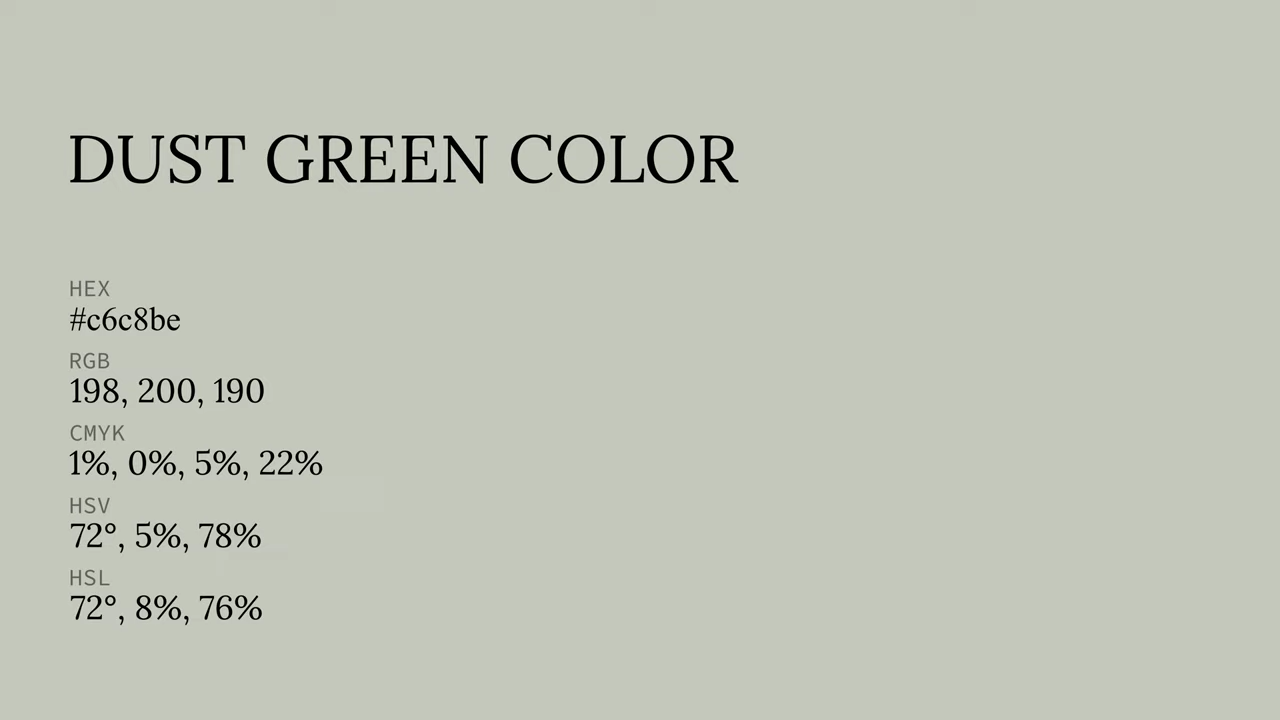 DUST GREEN COLOR
HEX
#c6c8be
RGB
198, 200, 190
CMYK
1%, 0%, 5%, 22%
HSV
72°, 5%, 78%
HSL
72°, 8%, 76%